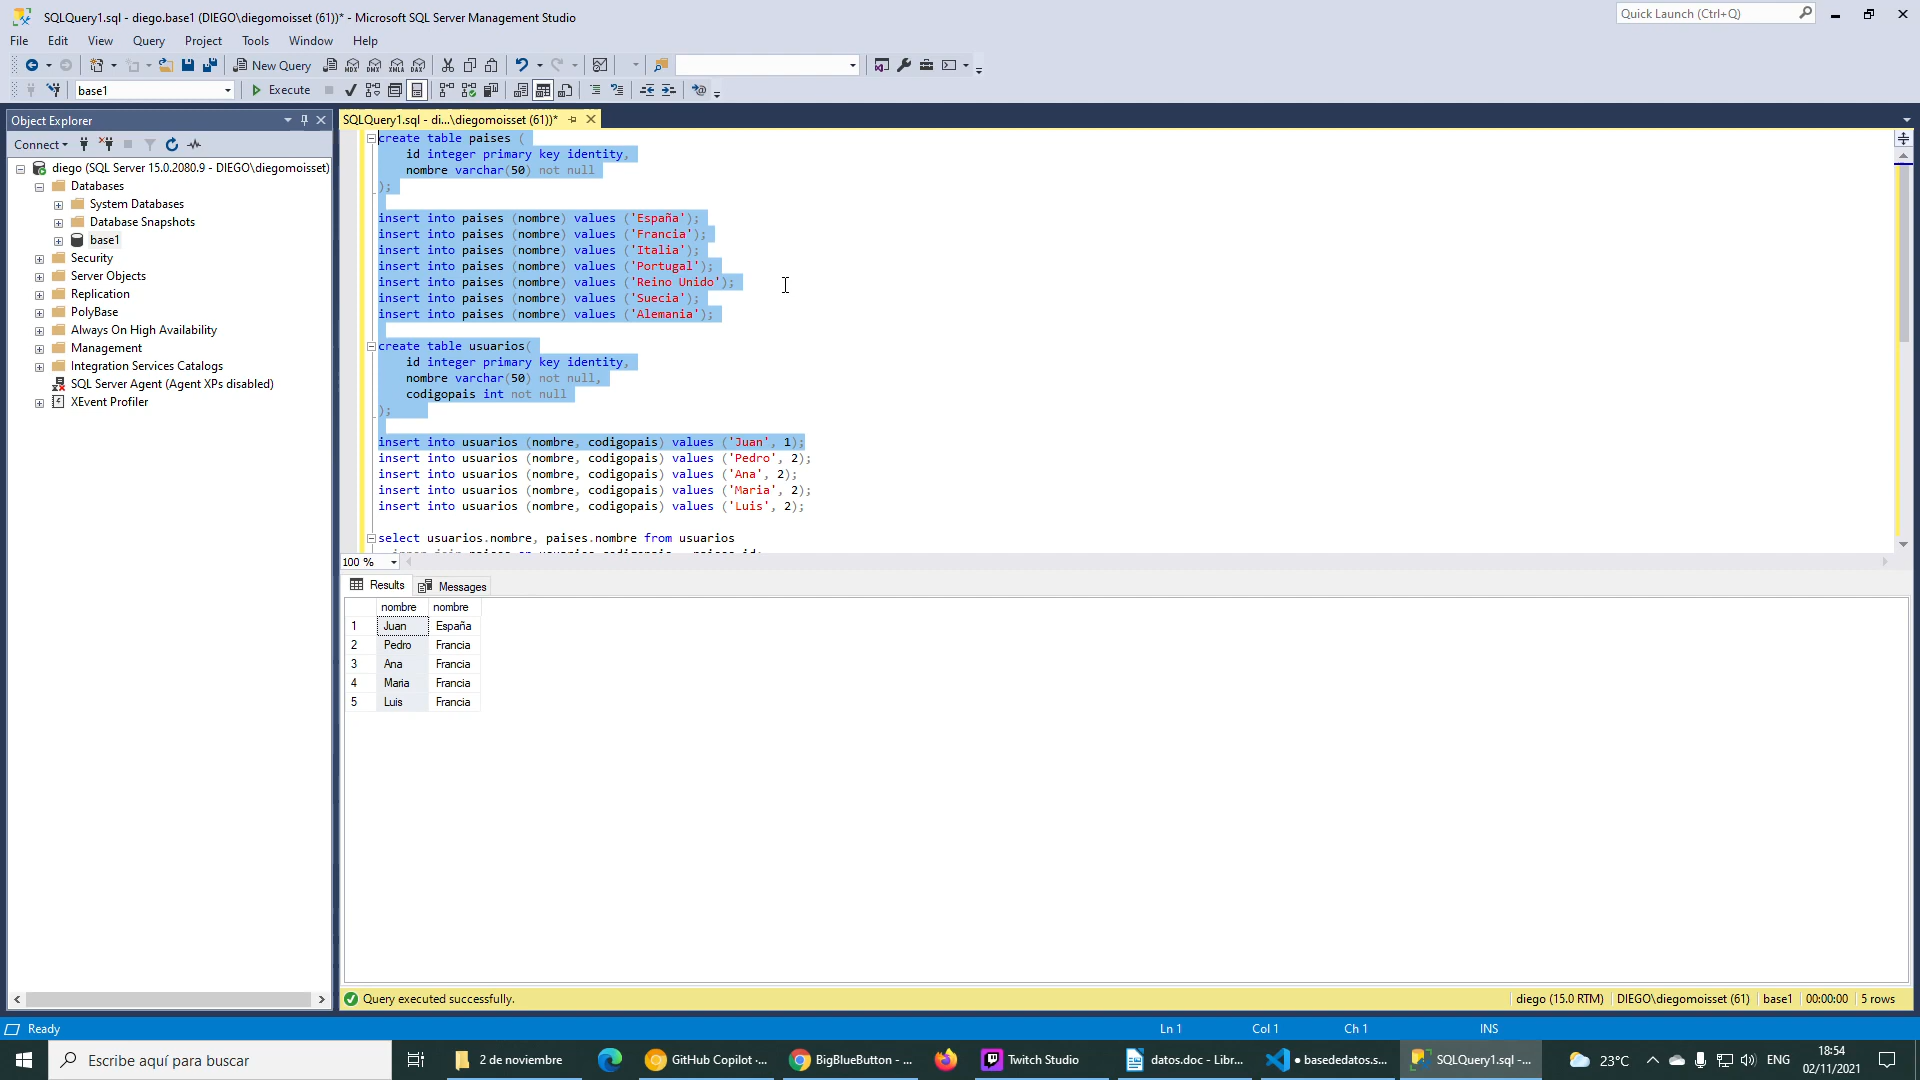 SQLQuery1.sql - diego.base1 (DIEGO\diegomoisset (61))* - Microsoft SQL Server Management Studio
Quick Launch (Ctrl+Q)
File Edit View Query Project Tools Window Help
New Query
base1 Execute
Object Explorer
SQLQuery1.sql - di...\diegomoisset (61))*
Connect
diego (SQL Server 15.0.2080.9 - DIEGO\diegomoisset)
Databases
System Databases
Database Snapshots
base1
Security
Server Objects
Replication
PolyBase
Always On High Availability
Management
Integration Services Catalogs
SQL Server Agent (Agent XPs disabled)
XEvent Profiler
create table paises (
id integer primary key identity,
nombre varchar(50) not null
);
insert into paises (nombre) values ('España');
insert into paises (nombre) values ('Francia');
insert into paises (nombre) values ('Italia');
insert into paises (nombre) values ('Portugal');
insert into paises (nombre) values ('Reino Unido');
insert into paises (nombre) values ('Suecia');
insert into paises (nombre) values ('Alemania');
create table usuarios(
id integer primary key identity,
nombre varchar(50) not null,
codigopais int not null
);
insert into usuarios (nombre, codigopais) values ('Juan', 1);
insert into usuarios (nombre, codigopais) values ('Pedro', 2);
insert into usuarios (nombre, codigopais) values ('Ana', 2);
insert into usuarios (nombre, codigopais) values ('Maria', 2);
insert into usuarios (nombre, codigopais) values ('Luis', 2);
select usuarios.nombre, paises.nombre from usuarios
100 %
Results Messages
nombre nombre
1 Juan España
2 Pedro Francia
3 Ana Francia
4 Maria Francia
5 Luis Francia
Query executed successfully.
diego (15.0 RTM) DIEGO\diegomoisset (61) base1 00:00:00 5 rows
Ready
Ln 1 Col 1 Ch 1 INS
Escribe aquí para buscar
2 de noviembre
GitHub Copilot ·...
BigBlueButton - ...
Twitch Studio
datos.doc - Libr...
● basededatos.s...
SQLQuery1.sql -...
23°C
ENG
18:54
02/11/2021